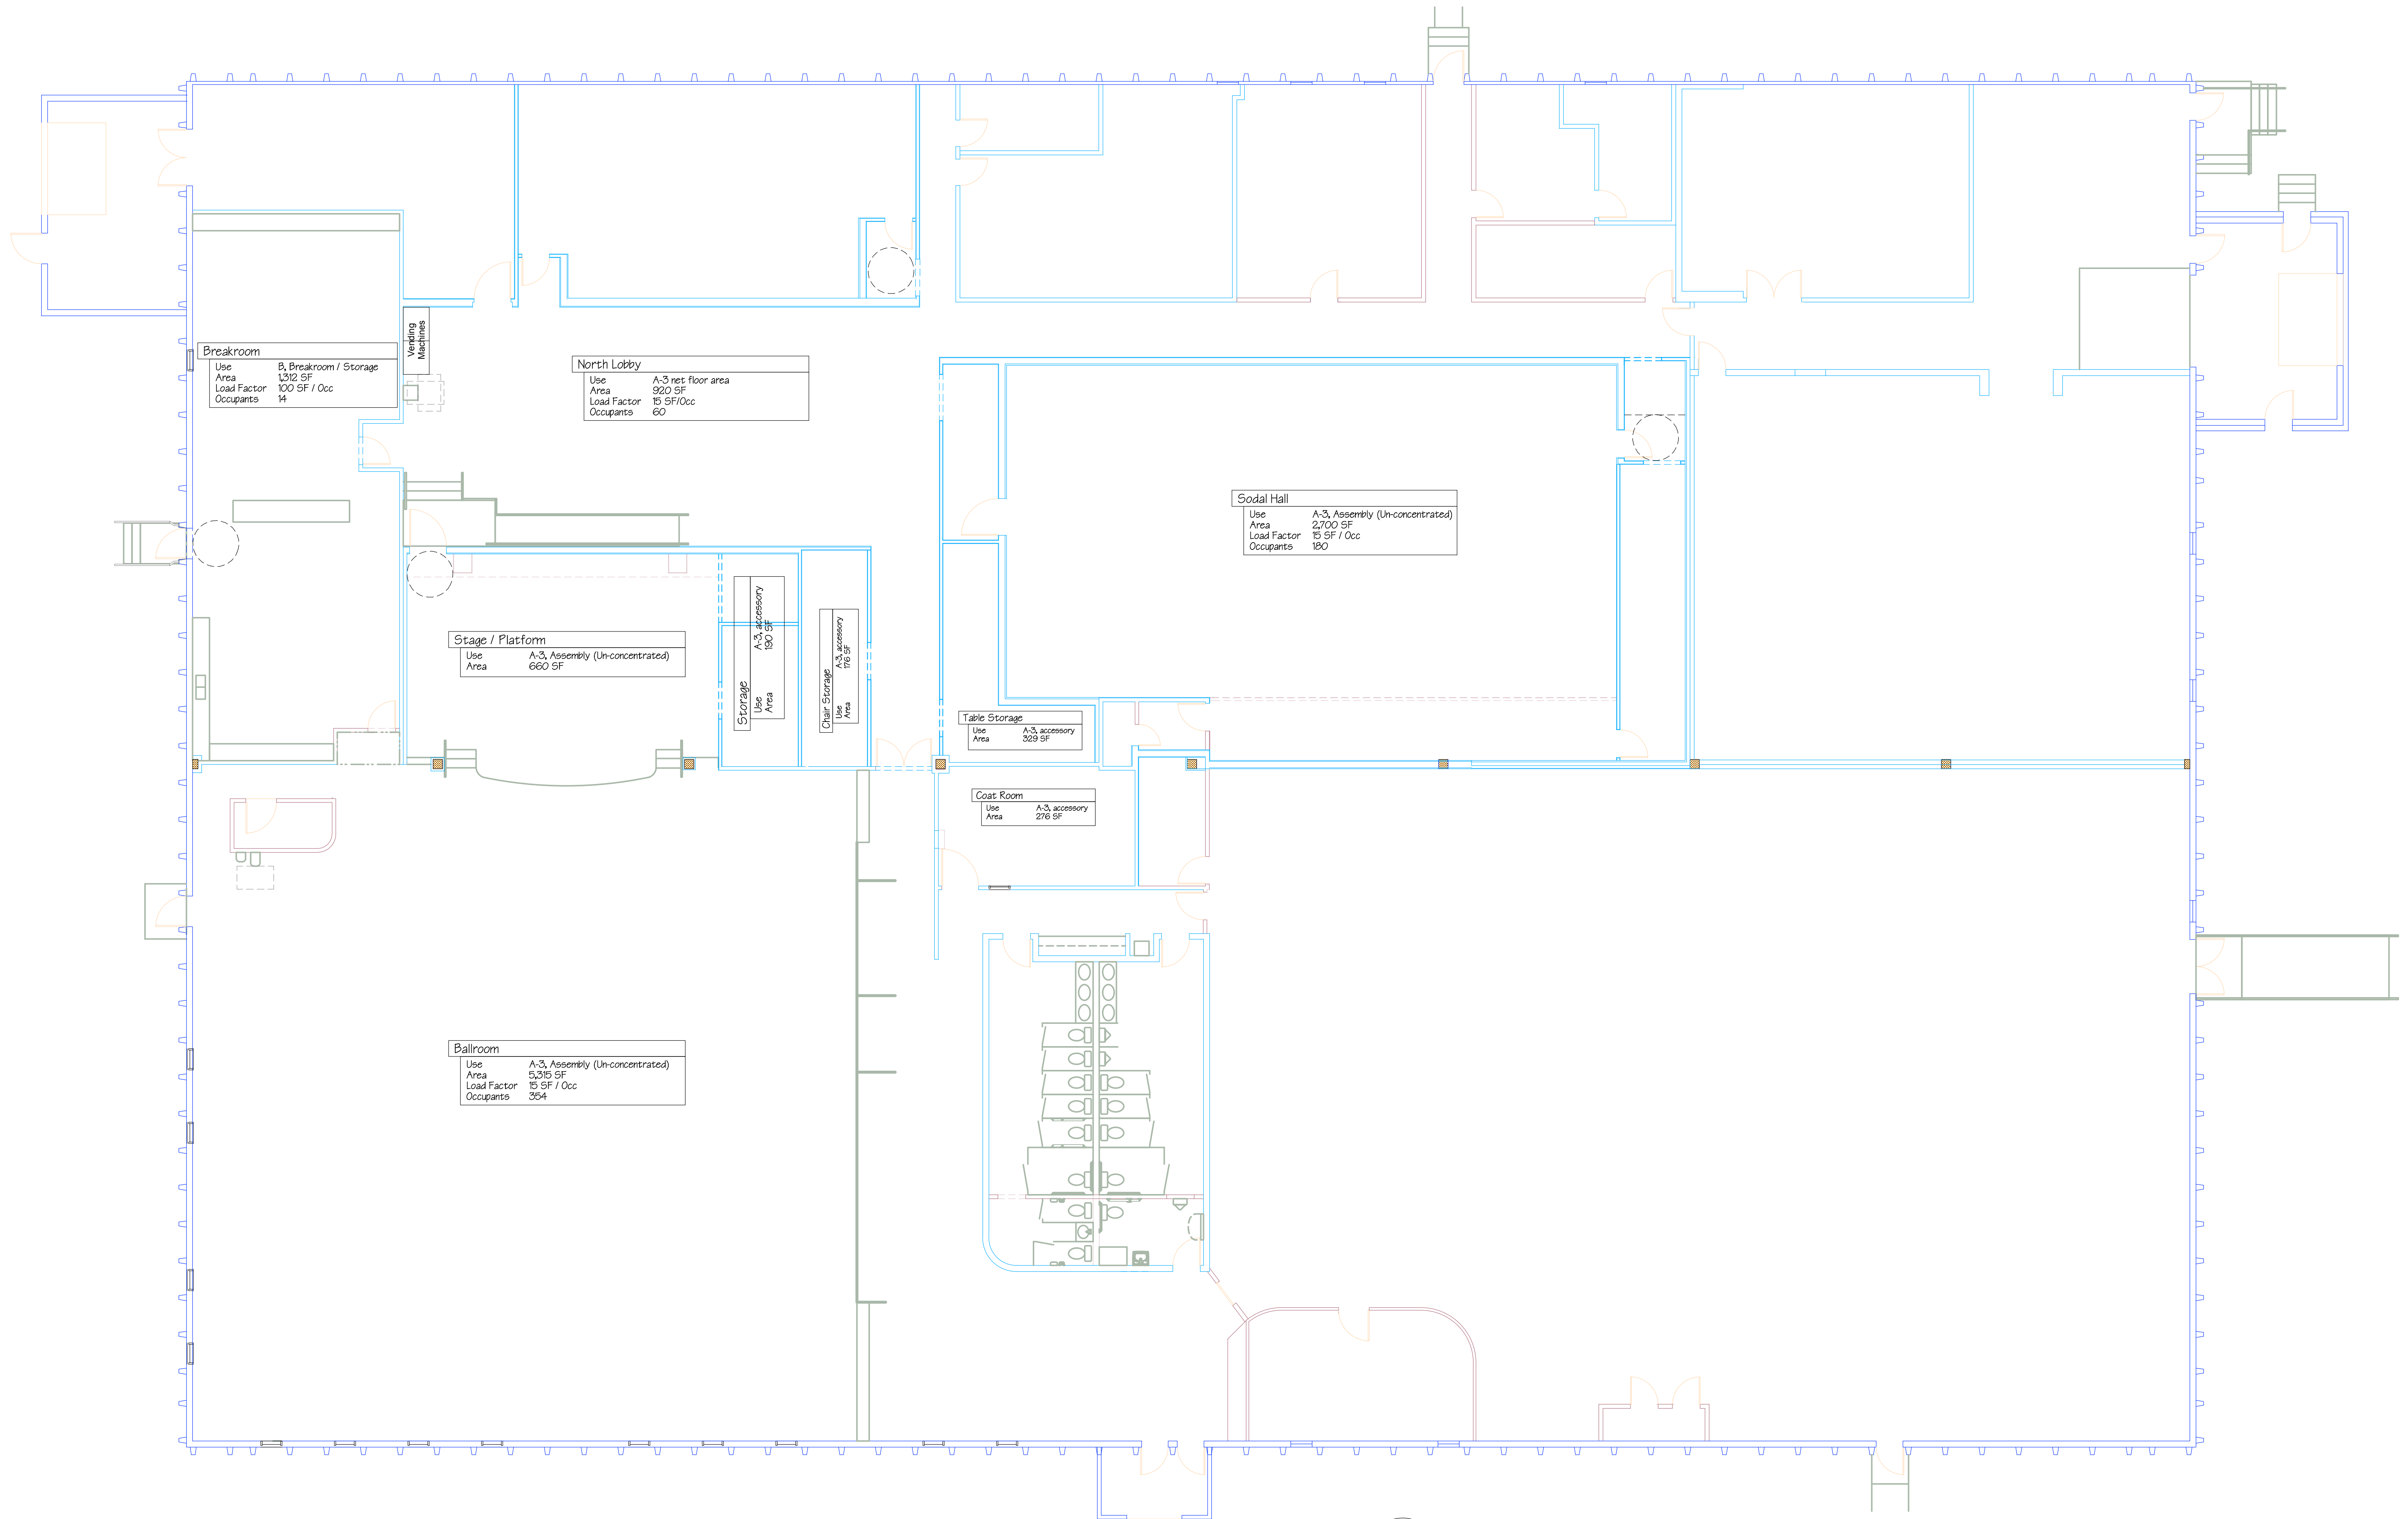 Vending
Machines
Breakroom
Use B, Breakroom / Storage
Area 1,312 SF
Load Factor 100 SF / Occ
Occupants 14
North Lobby
Use A-3 net floor area
Area 920 SF
Load Factor 15 SF/Occ
Occupants 60
Sodal Hall
Use A-3, Assembly (Un-concentrated)
Area 2,700 SF
Load Factor 15 SF / Occ
Occupants 180
Stage / Platform
Use A-3, Assembly (Un-concentrated)
Area 660 SF
Storage
Use A-3, accessory
Area 190 SF
Chair Storage
Use A-3, accessory
Area 176 SF
Table Storage
Use A-3, accessory
Area 329 SF
Coat Room
Use A-3, accessory
Area 276 SF
Ballroom
Use A-3, Assembly (Un-concentrated)
Area 5,315 SF
Load Factor 15 SF / Occ
Occupants 354